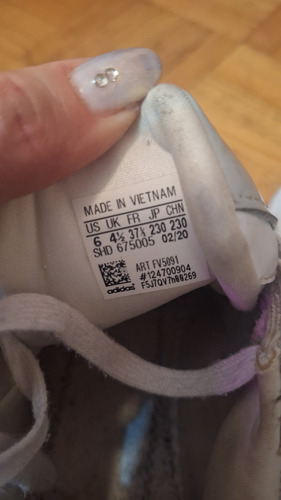 MADE IN VIETNAM
US UK FR JP CHN
6 4½ 37⅓ 230 230
SHD 675005 02/20
ART FV5091
#124700904
F5J7QV7h00269
adidas